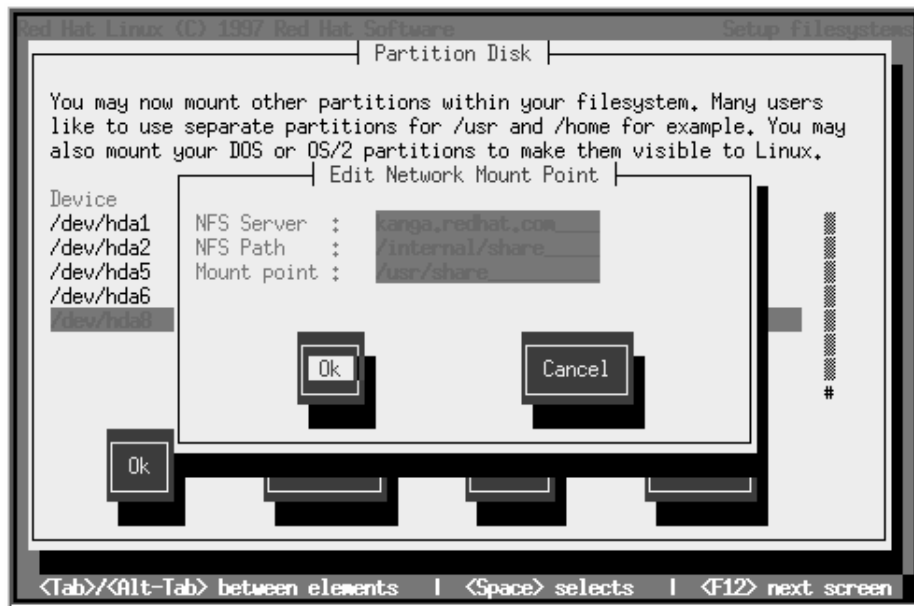 Red Hat Linux (C) 1997 Red Hat Software Setup filesystems
Partition Disk
You may now mount other partitions within your filesystem. Many users
like to use separate partitions for /usr and /home for example. You may
also mount your DOS or OS/2 partitions to make them visible to Linux.
Edit Network Mount Point
Device
/dev/hda1
/dev/hda2
/dev/hda5
/dev/hda6
/dev/hda8
NFS Server : kanga.redhat.com____
NFS Path : /internal/share_____
Mount point : /usr/share__________
#
Ok Cancel
Ok
<Tab>/<Alt-Tab> between elements | <Space> selects | <F12> next screen